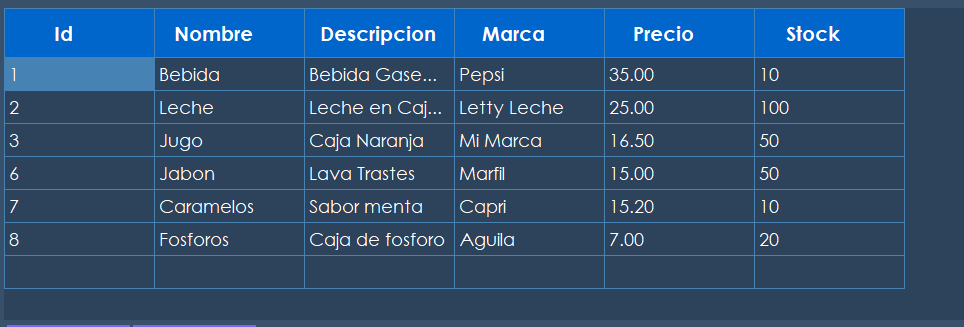 Id Nombre Descripcion Marca Precio Stock
1 Bebida Bebida Gase... Pepsi 35.00 10
2 Leche Leche en Caj... Letty Leche 25.00 100
3 Jugo Caja Naranja Mi Marca 16.50 50
6 Jabon Lava Trastes Marfil 15.00 50
7 Caramelos Sabor menta Capri 15.20 10
8 Fosforos Caja de fosforo Aguila 7.00 20